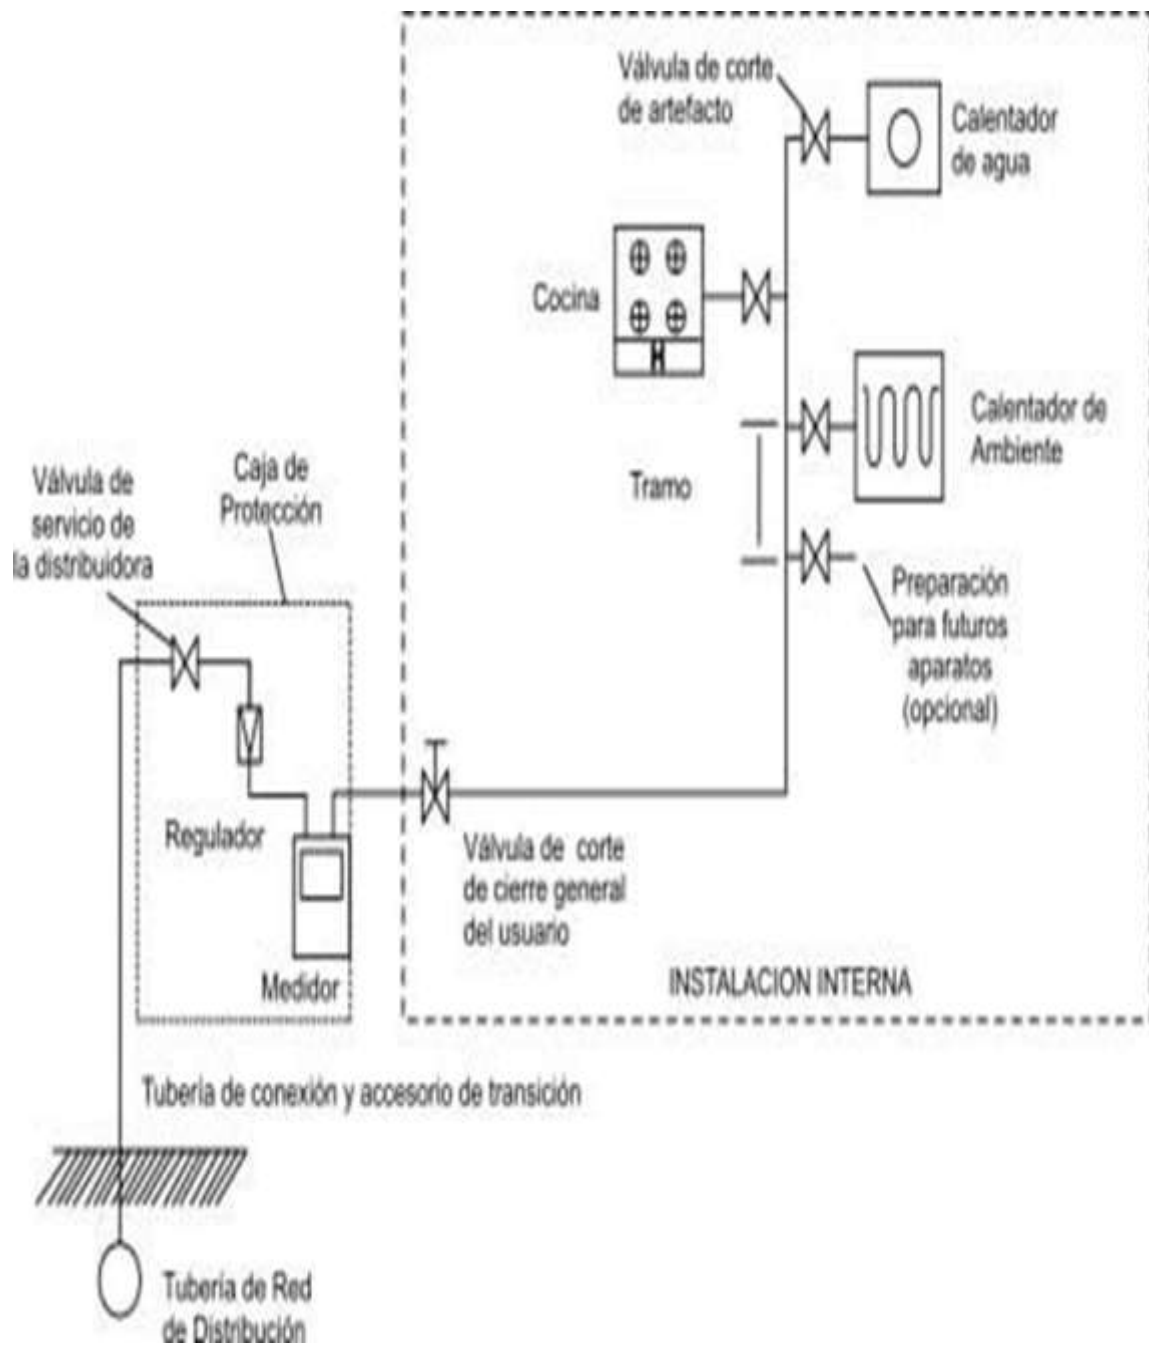 Válvula de corte
de artefacto
Calentador
de agua
Cocina
Calentador de
Ambiente
Tramo
Caja de
Protección
Válvula de
servicio de
la distribuidora
Preparación
para futuros
aparatos
(opcional)
Regulador
Válvula de corte
de cierre general
del usuario
Medidor
INSTALACION INTERNA
Tubería de conexión y accesorio de transición
Tubería de Red
de Distribución